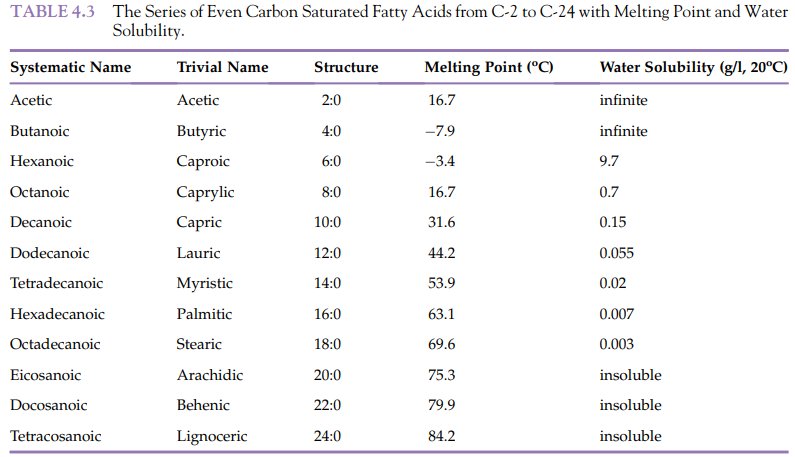 TABLE 4.3 The Series of Even Carbon Saturated Fatty Acids from C-2 to C-24 with Melting Point and Water
Solubility.
Systematic Name Trivial Name Structure Melting Point (ºC) Water Solubility (g/l, 20ºC)
Acetic Acetic 2:0 16.7 infinite
Butanoic Butyric 4:0 −7.9 infinite
Hexanoic Caproic 6:0 −3.4 9.7
Octanoic Caprylic 8:0 16.7 0.7
Decanoic Capric 10:0 31.6 0.15
Dodecanoic Lauric 12:0 44.2 0.055
Tetradecanoic Myristic 14:0 53.9 0.02
Hexadecanoic Palmitic 16:0 63.1 0.007
Octadecanoic Stearic 18:0 69.6 0.003
Eicosanoic Arachidic 20:0 75.3 insoluble
Docosanoic Behenic 22:0 79.9 insoluble
Tetracosanoic Lignoceric 24:0 84.2 insoluble